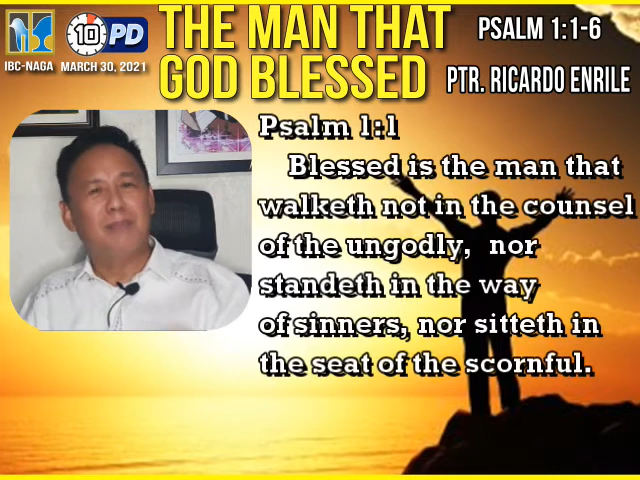 THE MAN THAT
GOD BLESSED
PSALM 1:1-6
PTR. RICARDO ENRILE
10 PD
IBC-NAGA
MARCH 30, 2021
Psalm 1:1
Blessed is the man that
walketh not in the counsel
of the ungodly, nor
standeth in the way
of sinners, nor sitteth in
the seat of the scornful.